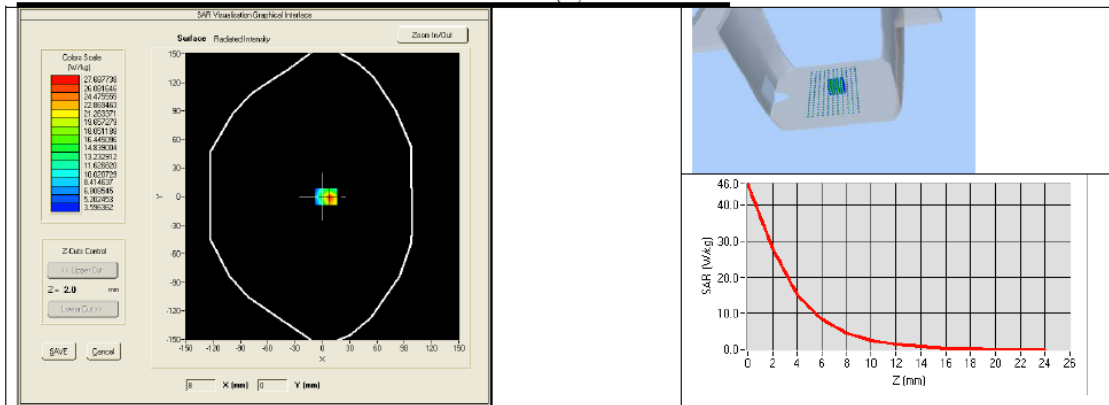 SAR Visualisation Graphical Interface
Surface Radiated Intensity
Zoom In/Out
Colors Scale
(W/kg)
27.687738
26.081646
24.475555
22.869463
21.263371
19.657279
18.051188
16.445096
14.839004
13.232912
11.626820
10.020729
8.414637
6.808545
5.202453
3.596362
150
90
60
30
Y
0
-30
-60
-90
-120
-150
-150
-120
-90
-60
-30
0
30
60
90
120
150
X
Z-Cuts Control
<< Upper Cut
Z = 2.0 mm
Lower Cut >>
SAVE
Cancel
8 X (mm) 0 Y (mm)
46.0
40.0
30.0
20.0
10.0
0.0
SAR (W/kg)
0 2 4 6 8 10 12 14 16 18 20 22 24 26
Z (mm)